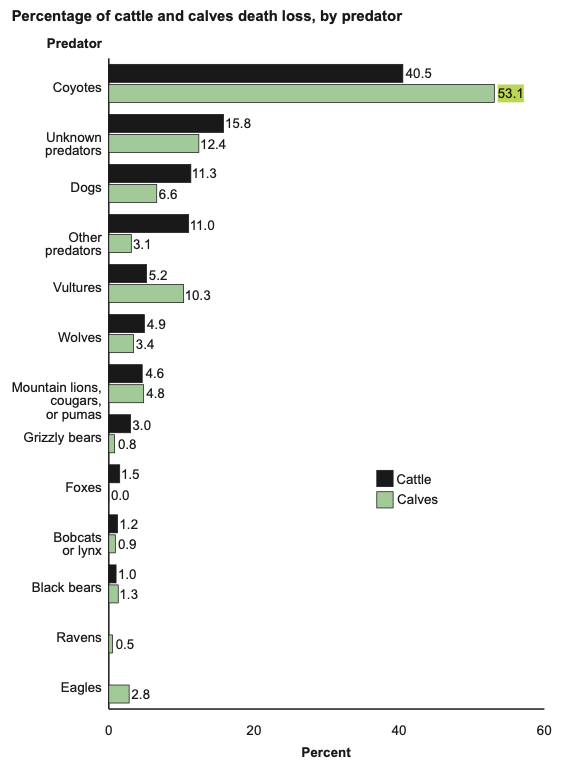 Percentage of cattle and calves death loss, by predator
Predator
Coyotes
40.5
53.1
Unknown
predators
15.8
12.4
Dogs
11.3
6.6
Other
predators
11.0
3.1
Vultures
5.2
10.3
Wolves
4.9
3.4
Mountain lions,
cougars,
or pumas
4.6
4.8
Grizzly bears
3.0
0.8
Foxes
1.5
0.0
Bobcats
or lynx
1.2
0.9
Black bears
1.0
1.3
Ravens
0.5
Eagles
2.8
Cattle
Calves
0 20 40 60
Percent